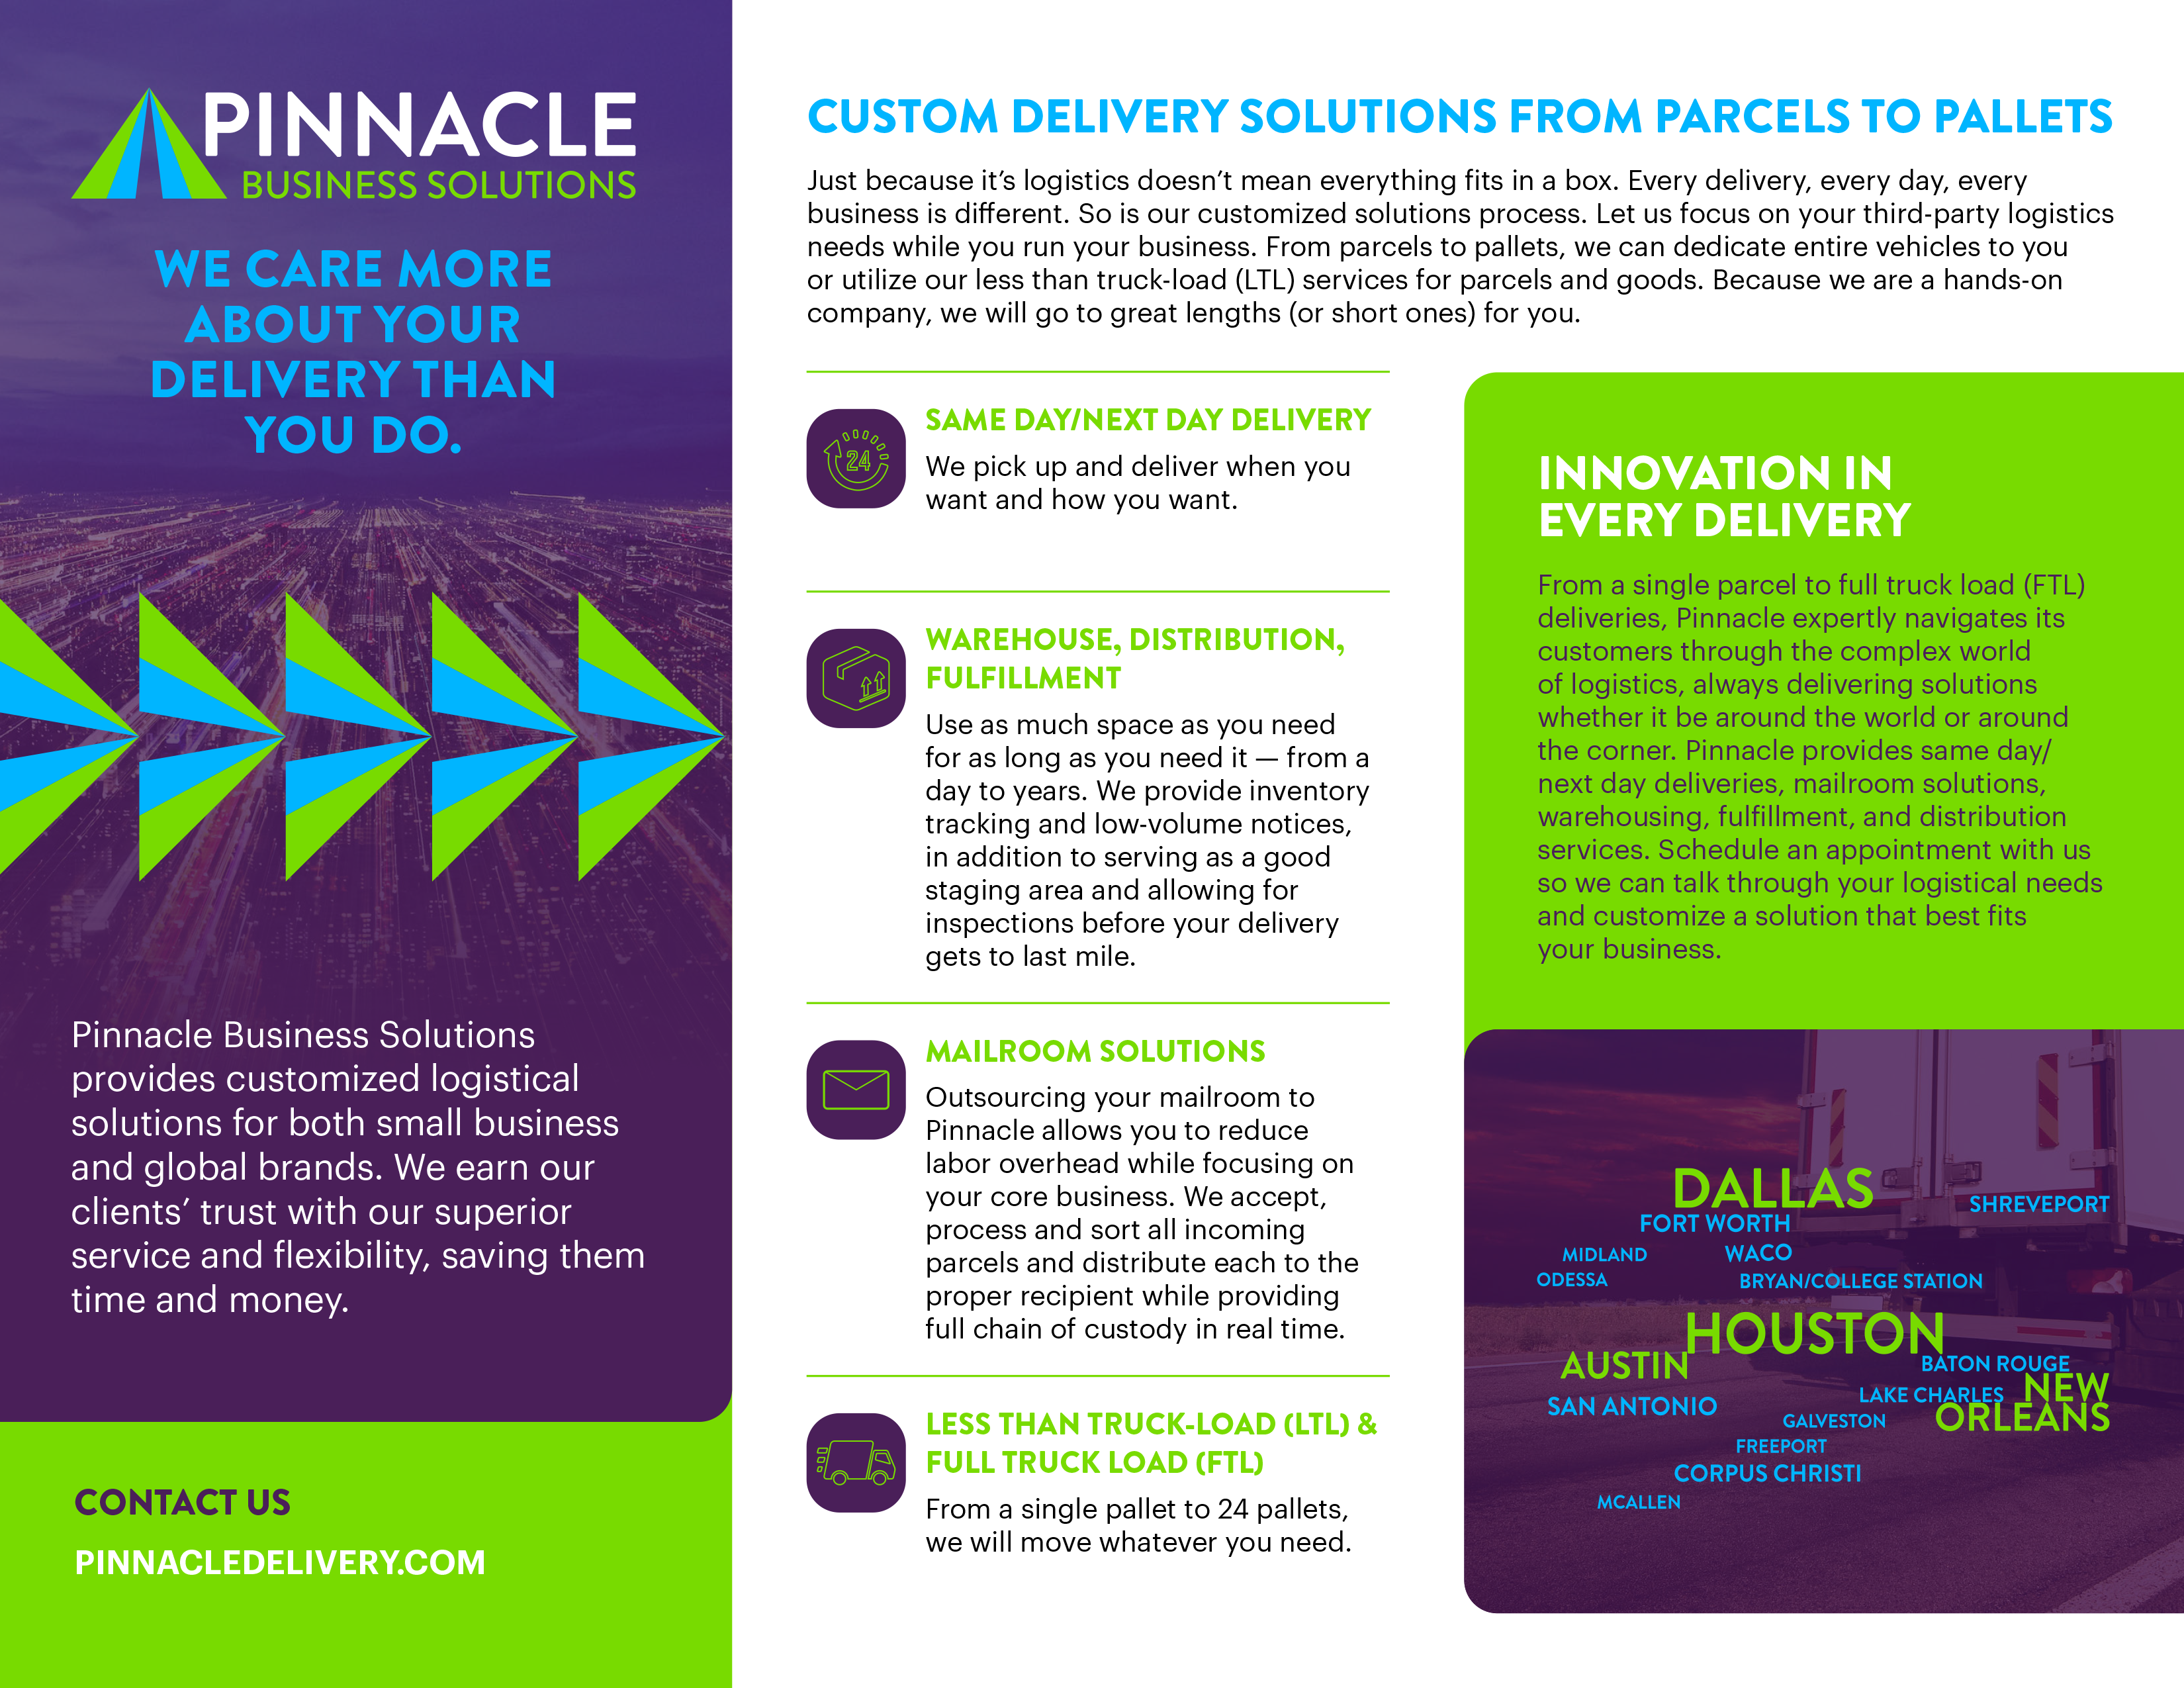 PINNACLE
BUSINESS SOLUTIONS
WE CARE MORE
ABOUT YOUR
DELIVERY THAN
YOU DO.
Pinnacle Business Solutions
provides customized logistical
solutions for both small business
and global brands. We earn our
clients’ trust with our superior
service and flexibility, saving them
time and money.
CONTACT US
PINNACLEDELIVERY.COM
CUSTOM DELIVERY SOLUTIONS FROM PARCELS TO PALLETS
Just because it’s logistics doesn’t mean everything fits in a box. Every delivery, every day, every
business is different. So is our customized solutions process. Let us focus on your third-party logistics
needs while you run your business. From parcels to pallets, we can dedicate entire vehicles to you
or utilize our less than truck-load (LTL) services for parcels and goods. Because we are a hands-on
company, we will go to great lengths (or short ones) for you.
24
SAME DAY/NEXT DAY DELIVERY
We pick up and deliver when you
want and how you want.
WAREHOUSE, DISTRIBUTION,
FULFILLMENT
Use as much space as you need
for as long as you need it — from a
day to years. We provide inventory
tracking and low-volume notices,
in addition to serving as a good
staging area and allowing for
inspections before your delivery
gets to last mile.
MAILROOM SOLUTIONS
Outsourcing your mailroom to
Pinnacle allows you to reduce
labor overhead while focusing on
your core business. We accept,
process and sort all incoming
parcels and distribute each to the
proper recipient while providing
full chain of custody in real time.
LESS THAN TRUCK-LOAD (LTL) &
FULL TRUCK LOAD (FTL)
From a single pallet to 24 pallets,
we will move whatever you need.
INNOVATION IN
EVERY DELIVERY
From a single parcel to full truck load (FTL)
deliveries, Pinnacle expertly navigates its
customers through the complex world
of logistics, always delivering solutions
whether it be around the world or around
the corner. Pinnacle provides same day/
next day deliveries, mailroom solutions,
warehousing, fulfillment, and distribution
services. Schedule an appointment with us
so we can talk through your logistical needs
and customize a solution that best fits
your business.
DALLAS
SHREVEPORT
FORT WORTH
MIDLAND
WACO
ODESSA
BRYAN/COLLEGE STATION
HOUSTON
AUSTIN
BATON ROUGE
LAKE CHARLES
NEW
ORLEANS
SAN ANTONIO
GALVESTON
FREEPORT
CORPUS CHRISTI
MCALLEN